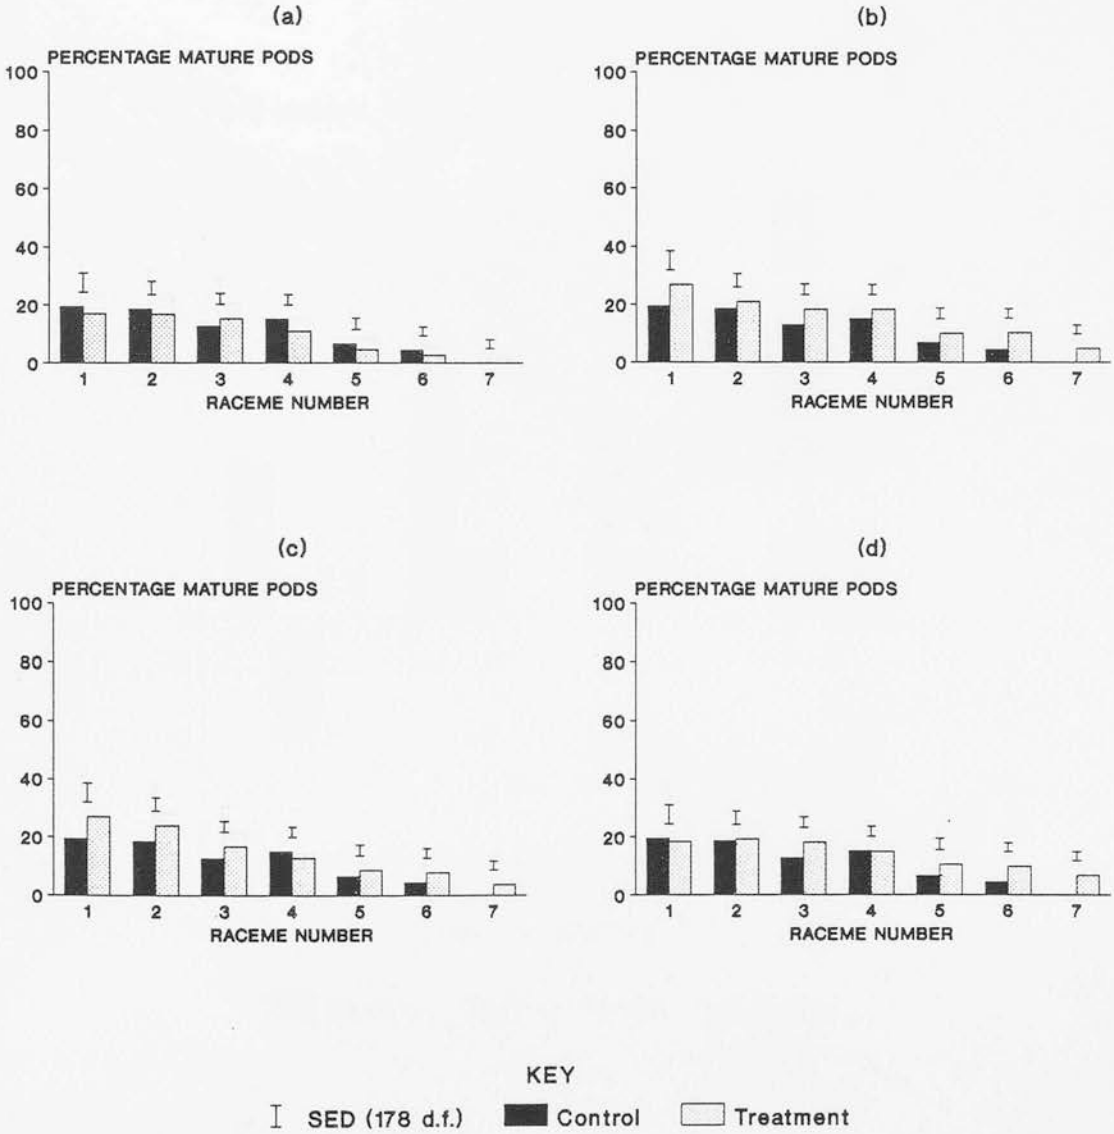 (a)
PERCENTAGE MATURE PODS
100
80
60
40
20
0
1 2 3 4 5 6 7
RACEME NUMBER
(b)
PERCENTAGE MATURE PODS
100
80
60
40
20
0
1 2 3 4 5 6 7
RACEME NUMBER
(c)
PERCENTAGE MATURE PODS
100
80
60
40
20
0
1 2 3 4 5 6 7
RACEME NUMBER
(d)
PERCENTAGE MATURE PODS
100
80
60
40
20
0
1 2 3 4 5 6 7
RACEME NUMBER
KEY
SED (178 d.f.) Control Treatment